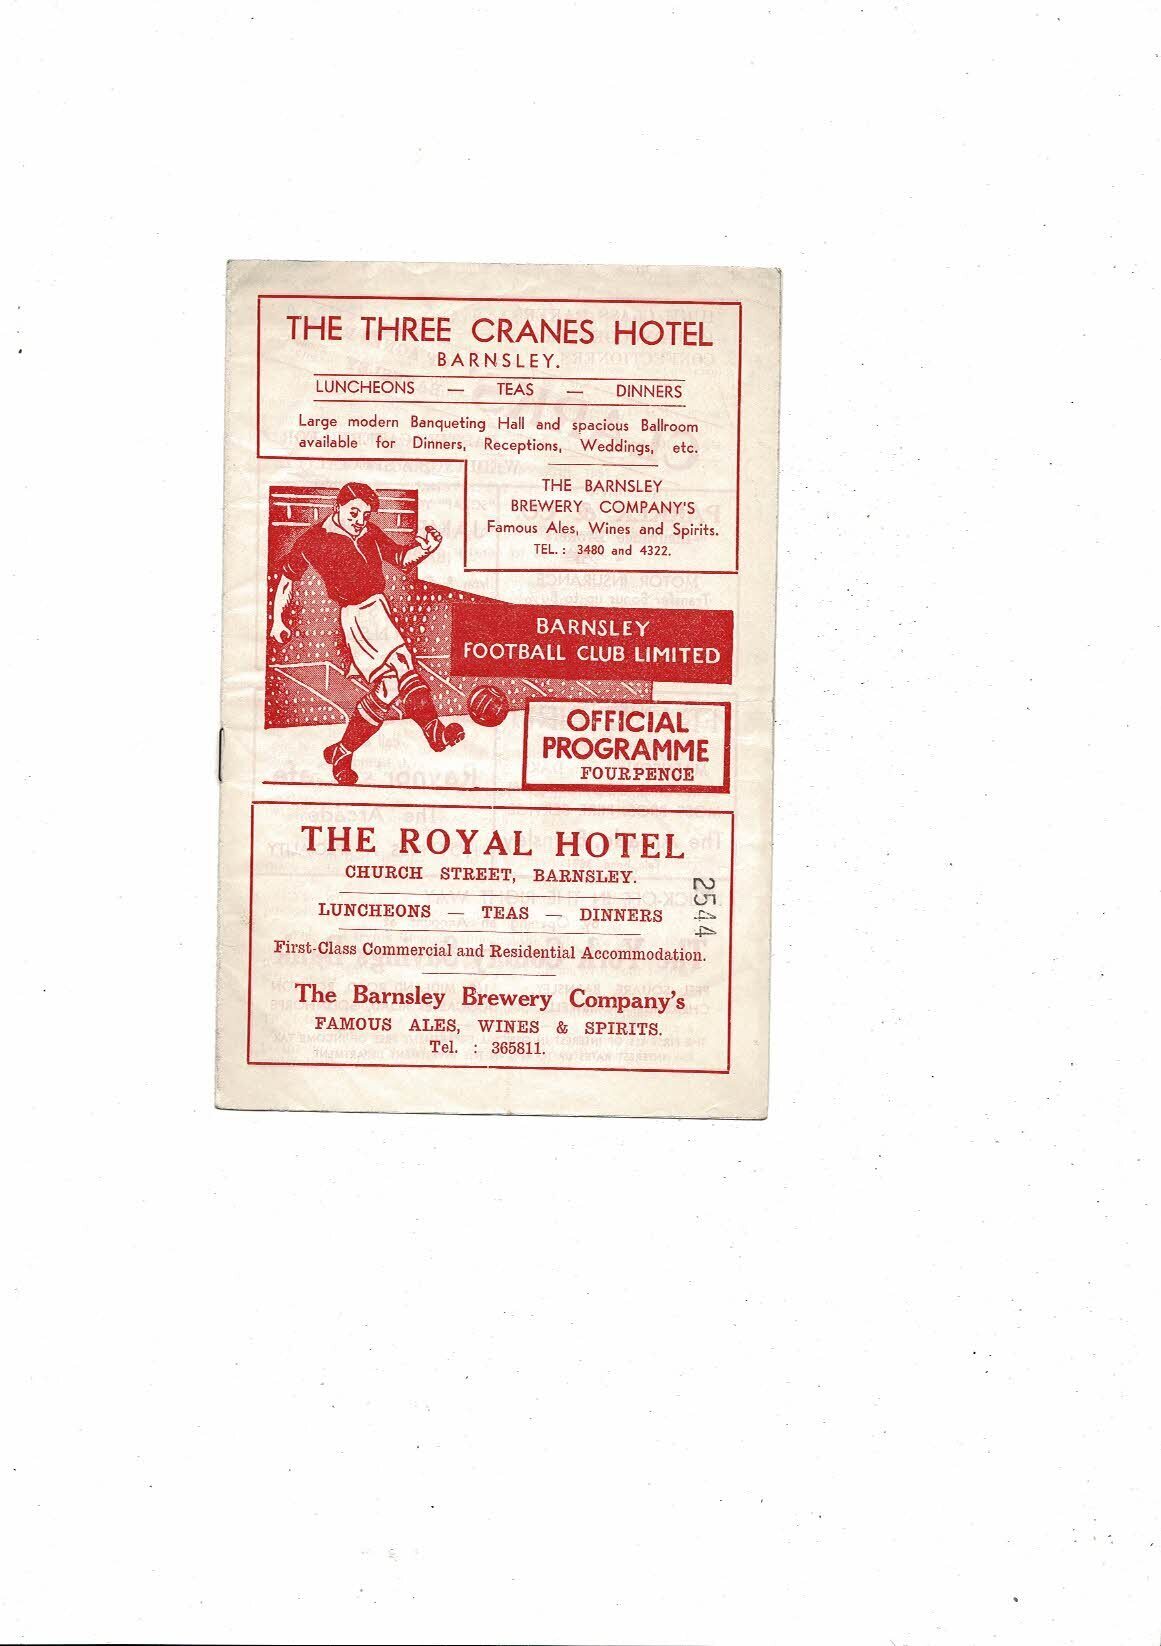 THE THREE CRANES HOTEL
BARNSLEY.
LUNCHEONS — TEAS — DINNERS
Large modern Banqueting Hall and spacious Ballroom
available for Dinners, Receptions, Weddings, etc.
THE BARNSLEY
BREWERY COMPANY'S
Famous Ales, Wines and Spirits.
TEL. : 3480 and 4322.
BARNSLEY
FOOTBALL CLUB LIMITED
OFFICIAL
PROGRAMME
FOURPENCE
THE ROYAL HOTEL
CHURCH STREET, BARNSLEY.
2544
LUNCHEONS — TEAS — DINNERS
First-Class Commercial and Residential Accommodation.
The Barnsley Brewery Company's
FAMOUS ALES, WINES & SPIRITS.
Tel. : 365811.